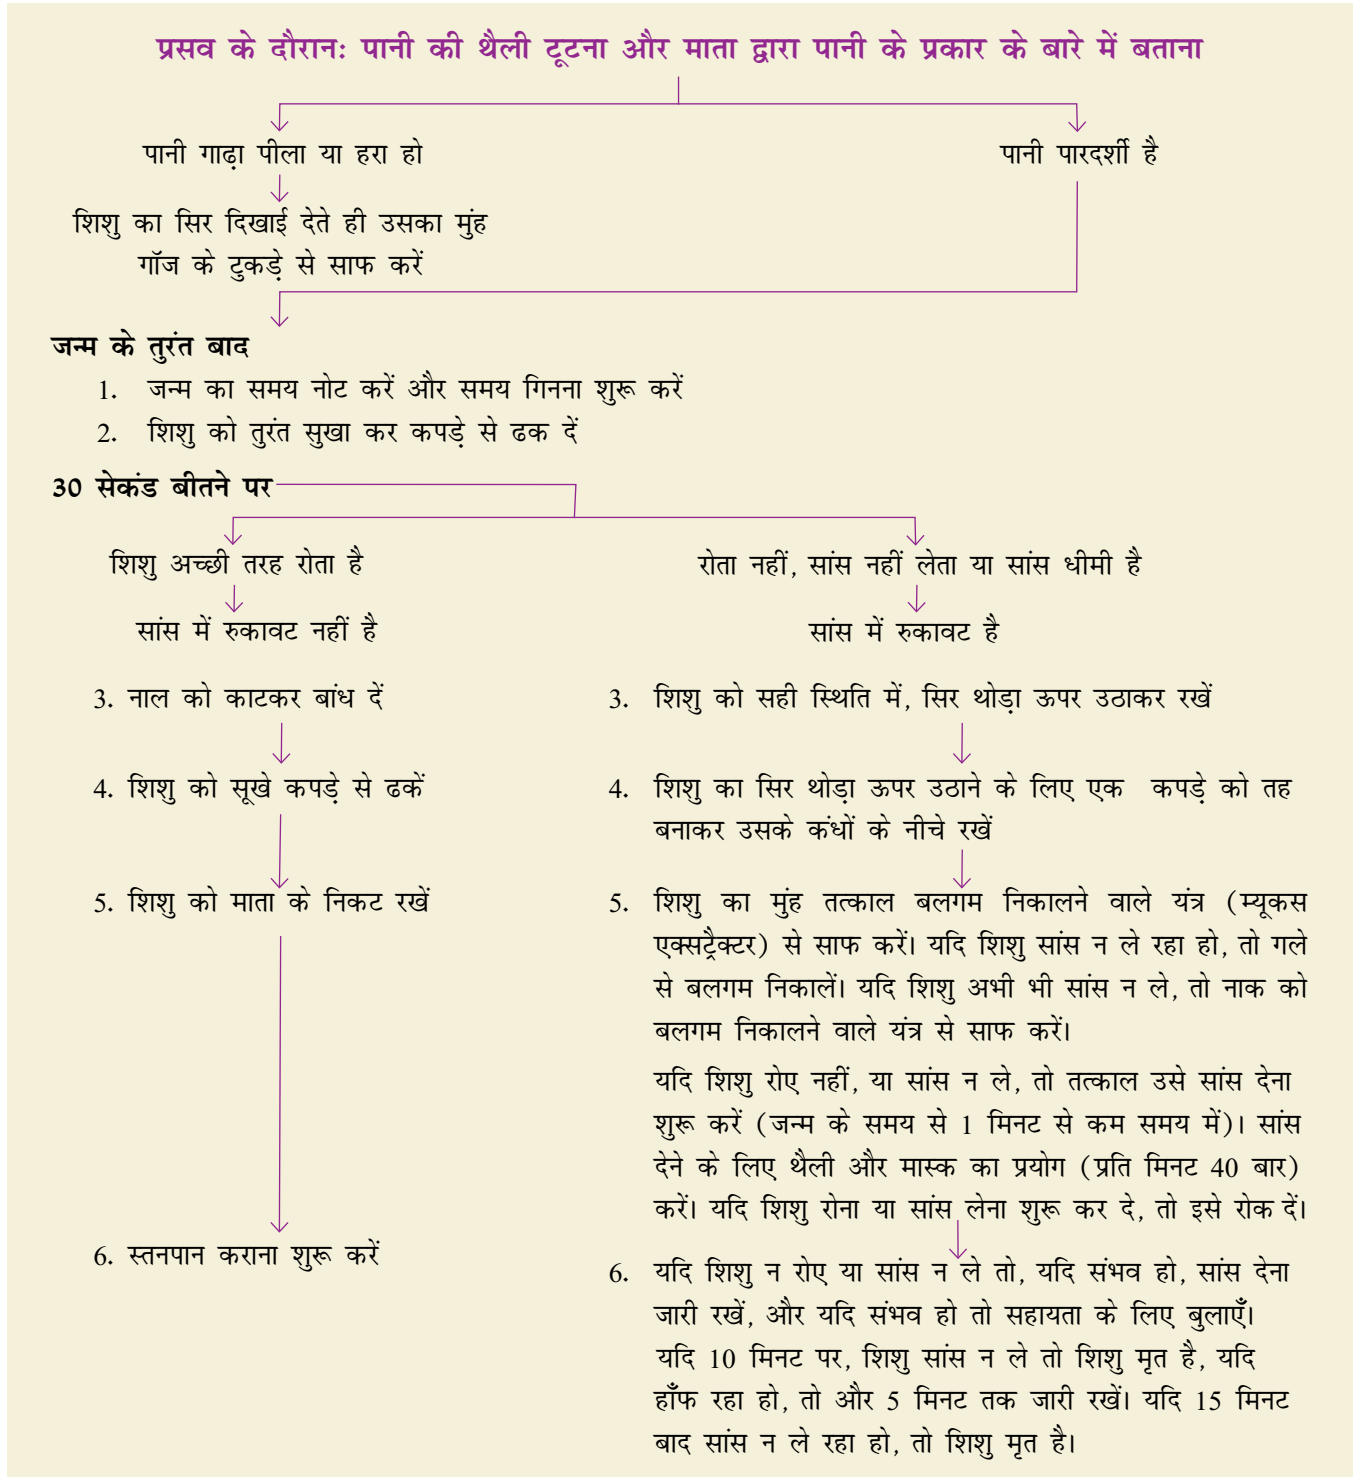 प्रसव के दौरान: पानी की थैली टूटना और माता द्वारा पानी के प्रकार के बारे में बताना
पानी गाढ़ा पीला या हरा हो
पानी पारदर्शी है
शिशु का सिर दिखाई देते ही उसका मुंह
गॉज के टुकड़े से साफ करें
जन्म के तुरंत बाद
1. जन्म का समय नोट करें और समय गिनना शुरू करें
2. शिशु को तुरंत सुखा कर कपड़े से ढक दें
30 सेकंड बीतने पर
शिशु अच्छी तरह रोता है
सांस में रुकावट नहीं है
3. नाल को काटकर बांध दें
4. शिशु को सूखे कपड़े से ढकें
5. शिशु को माता के निकट रखें
6. स्तनपान कराना शुरू करें
रोता नहीं, सांस नहीं लेता या सांस धीमी है
सांस में रुकावट है
3. शिशु को सही स्थिति में, सिर थोड़ा ऊपर उठाकर रखें
4. शिशु का सिर थोड़ा ऊपर उठाने के लिए एक कपड़े को तह
बनाकर उसके कंधों के नीचे रखें
5. शिशु का मुंह तत्काल बलगम निकालने वाले यंत्र (म्यूकस
एक्सट्रैक्टर) से साफ करें। यदि शिशु सांस न ले रहा हो, तो गले
से बलगम निकालें। यदि शिशु अभी भी सांस न ले, तो नाक को
बलगम निकालने वाले यंत्र से साफ करें।
यदि शिशु रोए नहीं, या सांस न ले, तो तत्काल उसे सांस देना
शुरू करें (जन्म के समय से 1 मिनट से कम समय में)। सांस
देने के लिए थैली और मास्क का प्रयोग (प्रति मिनट 40 बार)
करें। यदि शिशु रोना या सांस लेना शुरू कर दे, तो इसे रोक दें।
6. यदि शिशु न रोए या सांस न ले तो, यदि संभव हो, सांस देना
जारी रखें, और यदि संभव हो तो सहायता के लिए बुलाएँ।
यदि 10 मिनट पर, शिशु सांस न ले तो शिशु मृत है, यदि
हाँफ रहा हो, तो और 5 मिनट तक जारी रखें। यदि 15 मिनट
बाद सांस न ले रहा हो, तो शिशु मृत है।